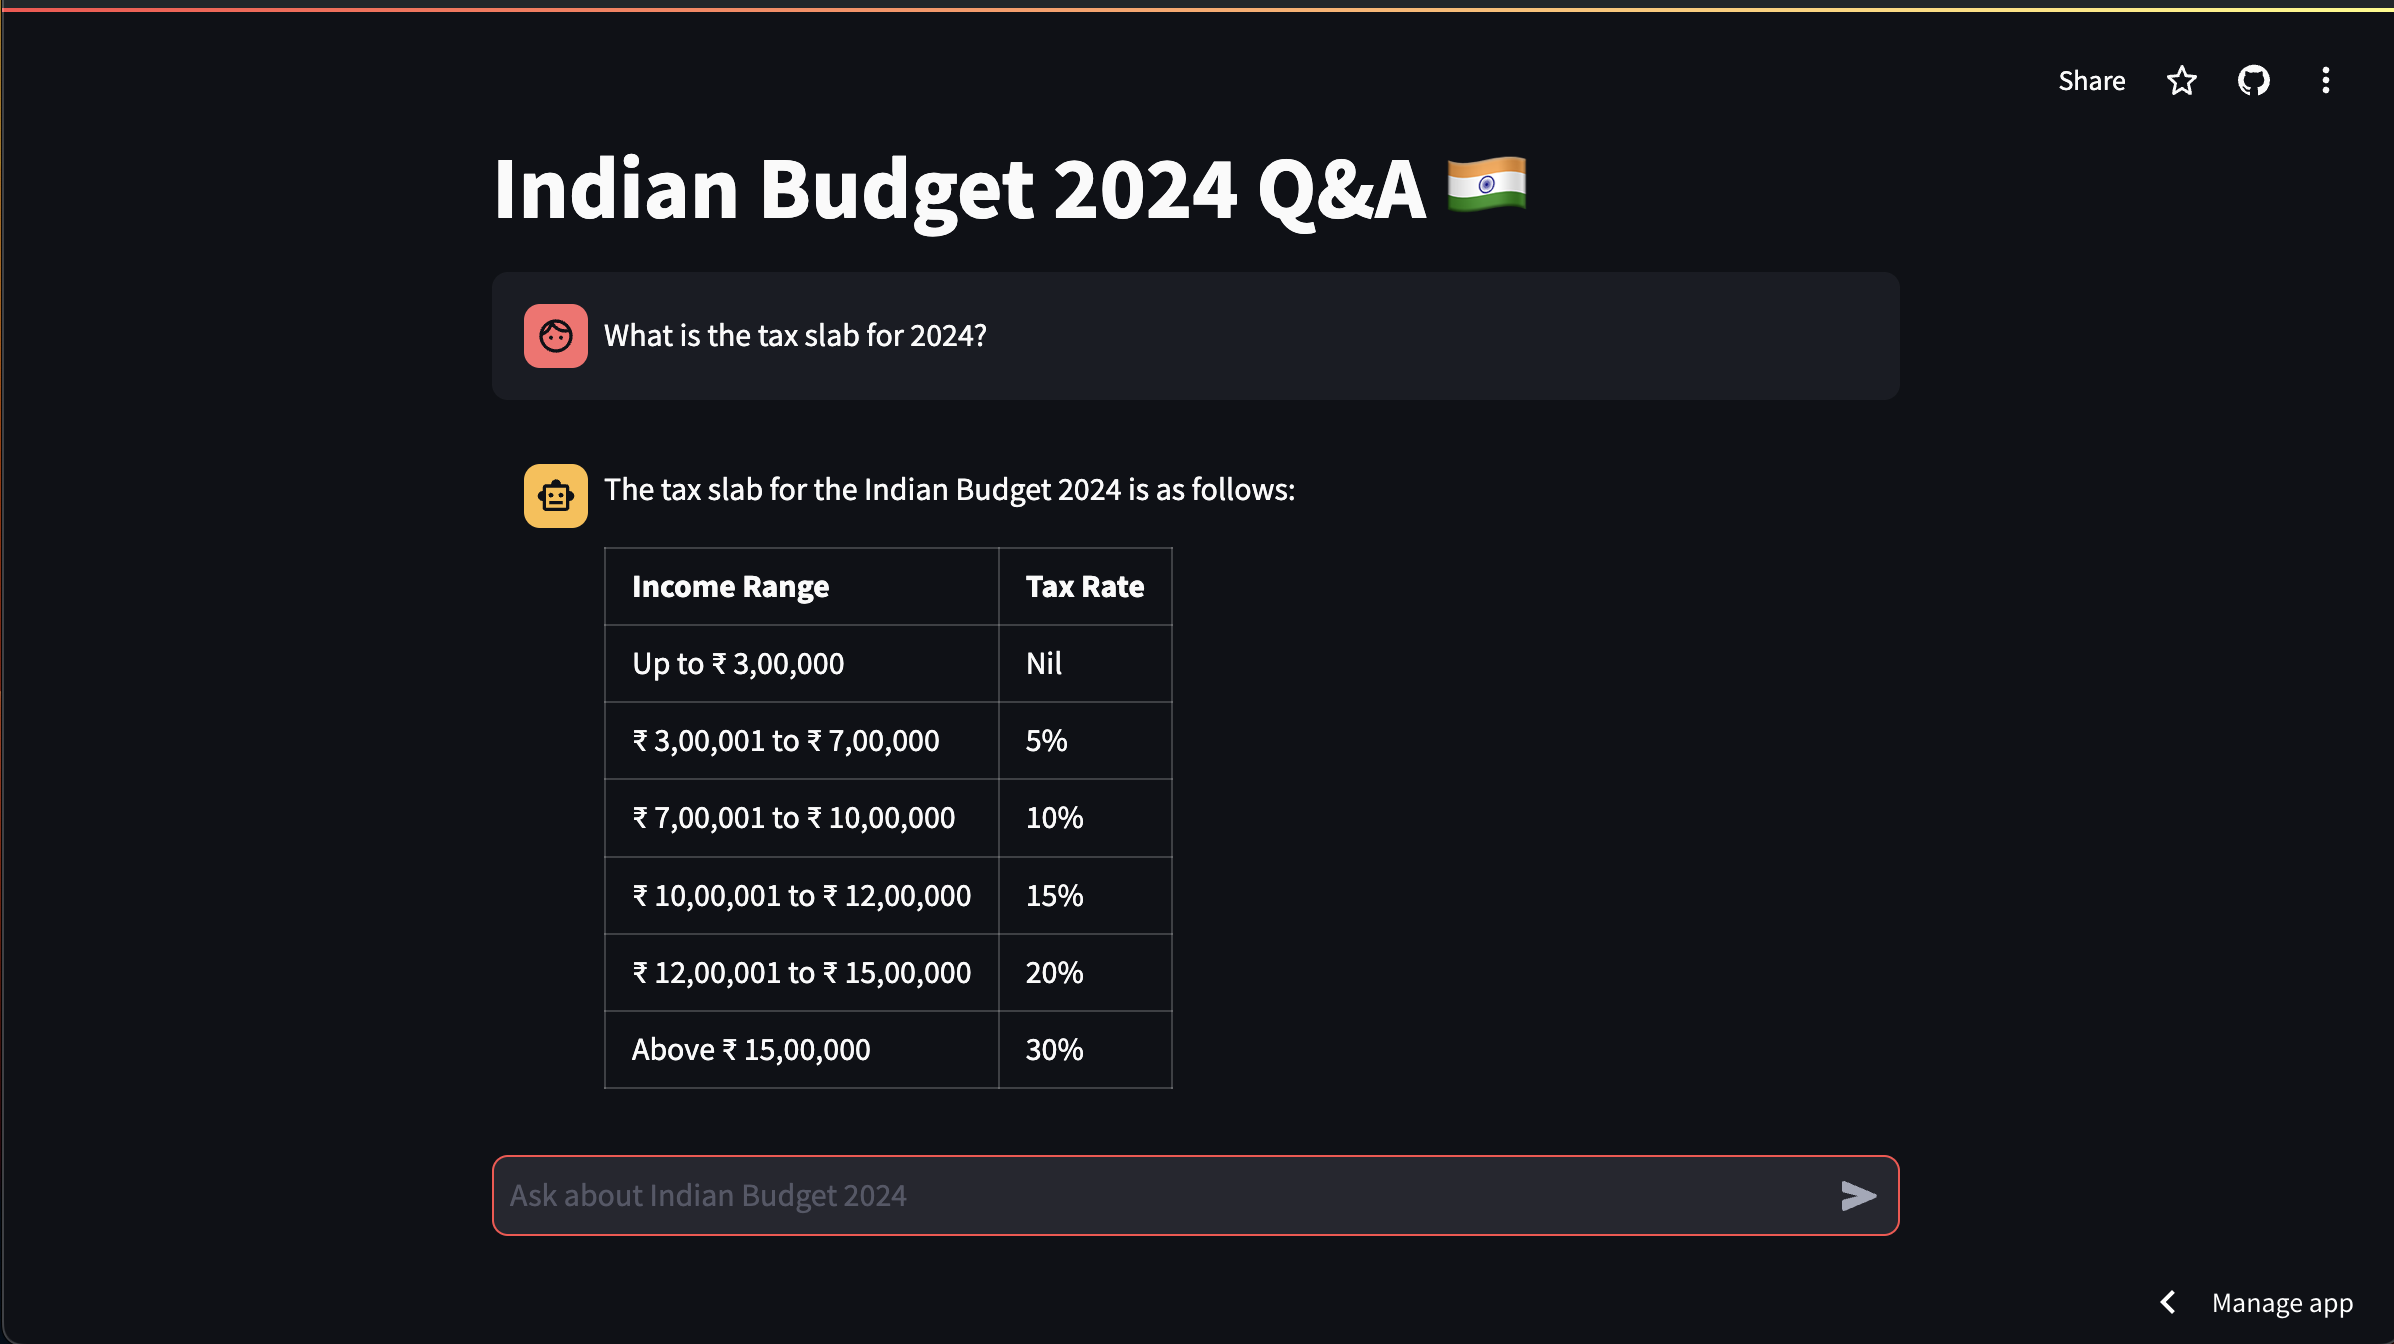 Share
Indian Budget 2024 Q&A
What is the tax slab for 2024?
The tax slab for the Indian Budget 2024 is as follows:
Income Range Tax Rate
Up to ₹ 3,00,000 Nil
₹ 3,00,001 to ₹ 7,00,000 5%
₹ 7,00,001 to ₹ 10,00,000 10%
₹ 10,00,001 to ₹ 12,00,000 15%
₹ 12,00,001 to ₹ 15,00,000 20%
Above ₹ 15,00,000 30%
Ask about Indian Budget 2024
Manage app